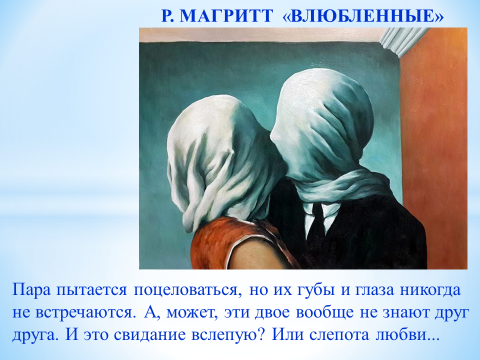 Р. МАГРИТТ «ВЛЮБЛЕННЫЕ»
Пара пытается поцеловаться, но их губы и глаза никогда
не встречаются. А, может, эти двое вообще не знают друг
друга. И это свидание вслепую? Или слепота любви...